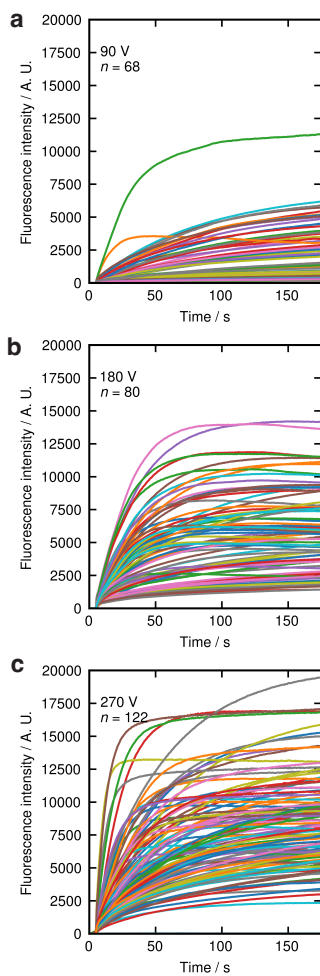 a
20000
17500
15000
12500
10000
7500
5000
2500
0
90 V
n = 68
Fluorescence intensity / A. U.
0 50 100 150
Time / s
b
20000
17500
15000
12500
10000
7500
5000
2500
0
180 V
n = 80
Fluorescence intensity / A. U.
0 50 100 150
Time / s
c
20000
17500
15000
12500
10000
7500
5000
2500
0
270 V
n = 122
Fluorescence intensity / A. U.
0 50 100 150
Time / s